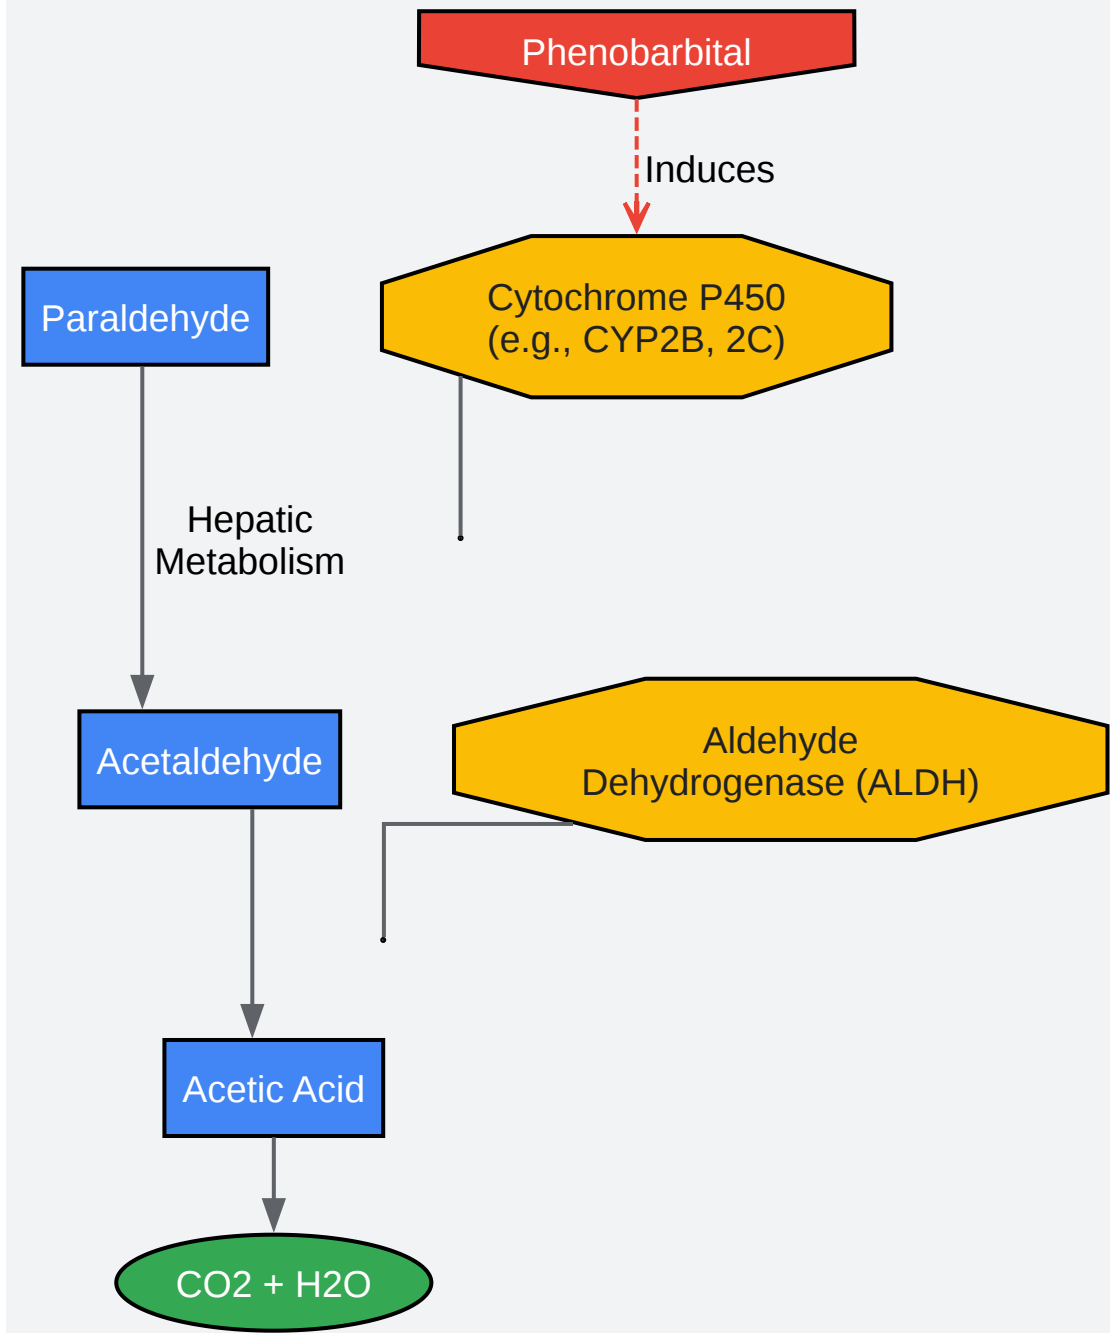 Phenobarbital
Induces
Cytochrome P450
(e.g., CYP2B, 2C)
Paraldehyde
Hepatic
Metabolism
Acetaldehyde
Aldehyde
Dehydrogenase (ALDH)
Acetic Acid
CO2 + H2O